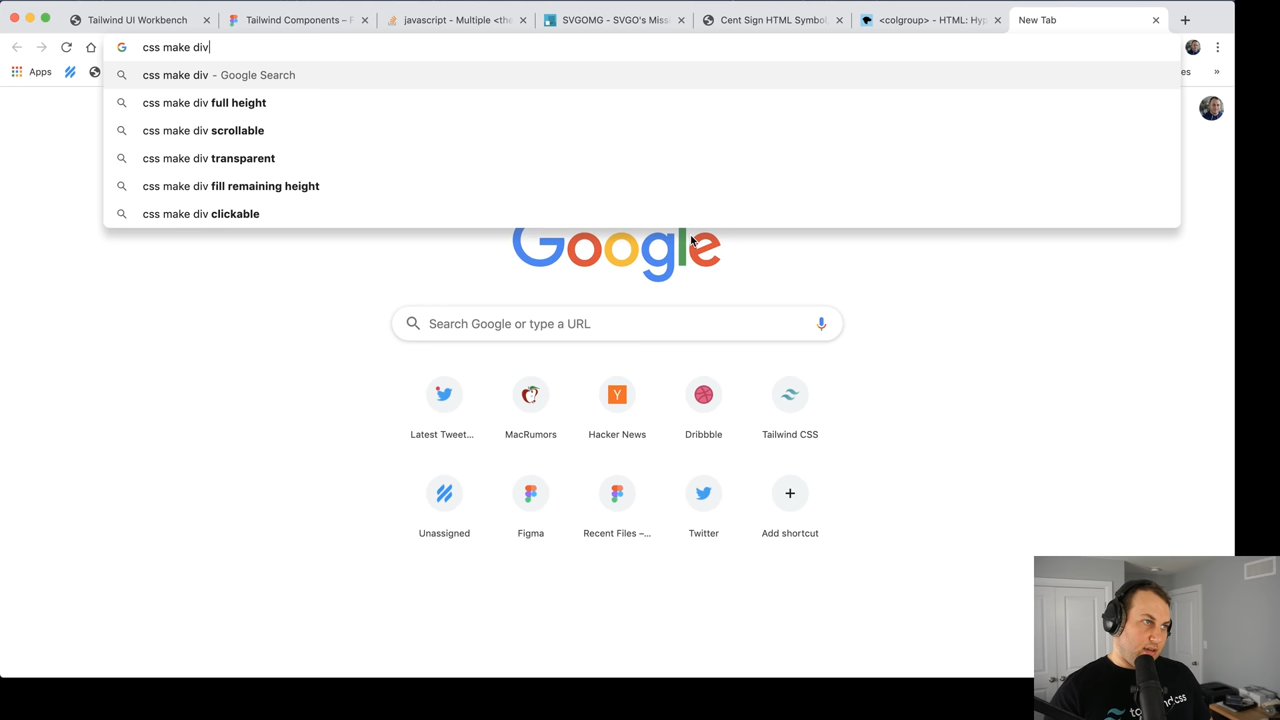 Tailwind UI Workbench
Tailwind Components – F
javascript - Multiple <the
SVGOMG - SVGO's Miss
Cent Sign HTML Symbol,
<colgroup> - HTML: Hyp
New Tab
css make div
Apps
es
»
css make div - Google Search
css make div full height
css make div scrollable
css make div transparent
css make div fill remaining height
css make div clickable
Google
Search Google or type a URL
Latest Tweet...
MacRumors
Hacker News
Dribbble
Tailwind CSS
Unassigned
Figma
Recent Files –...
Twitter
Add shortcut